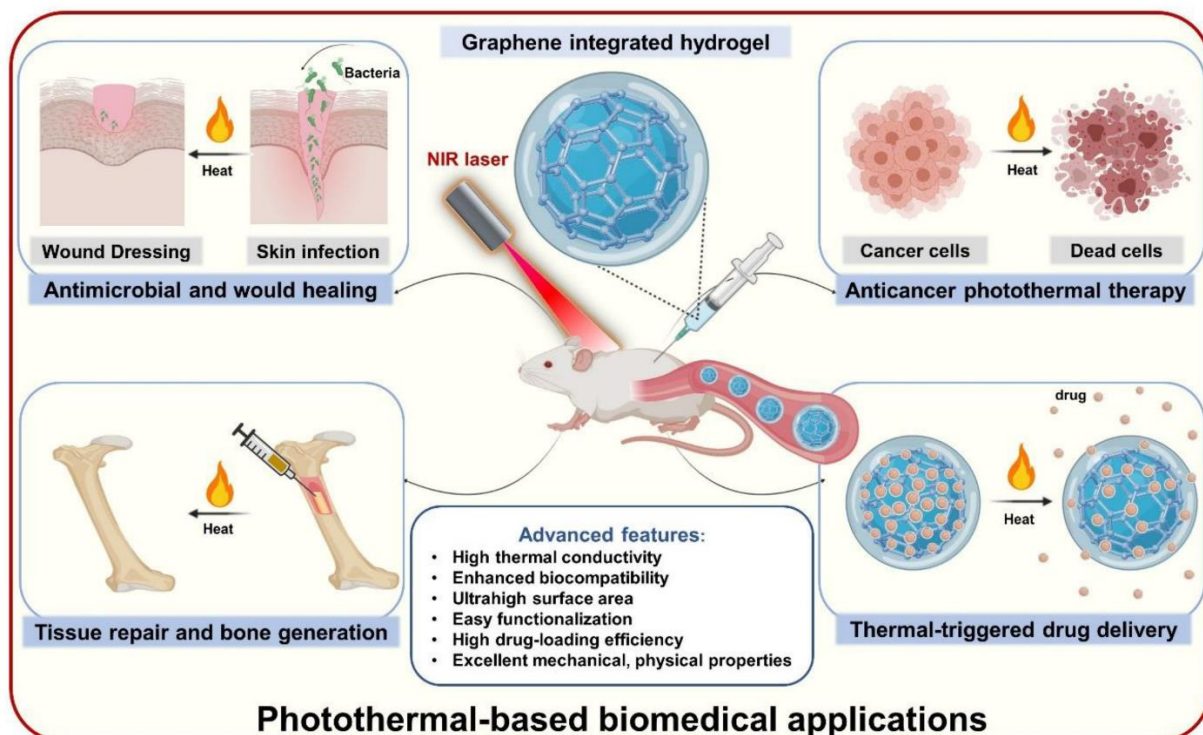 Graphene integrated hydrogel
Bacteria
Heat
Wound Dressing
Skin infection
Antimicrobial and would healing
NIR laser
Heat
Cancer cells
Dead cells
Anticancer photothermal therapy
Heat
Tissue repair and bone generation
Advanced features:
• High thermal conductivity
• Enhanced biocompatibility
• Ultrahigh surface area
• Easy functionalization
• High drug-loading efficiency
• Excellent mechanical, physical properties
drug
Heat
Thermal-triggered drug delivery
Photothermal-based biomedical applications